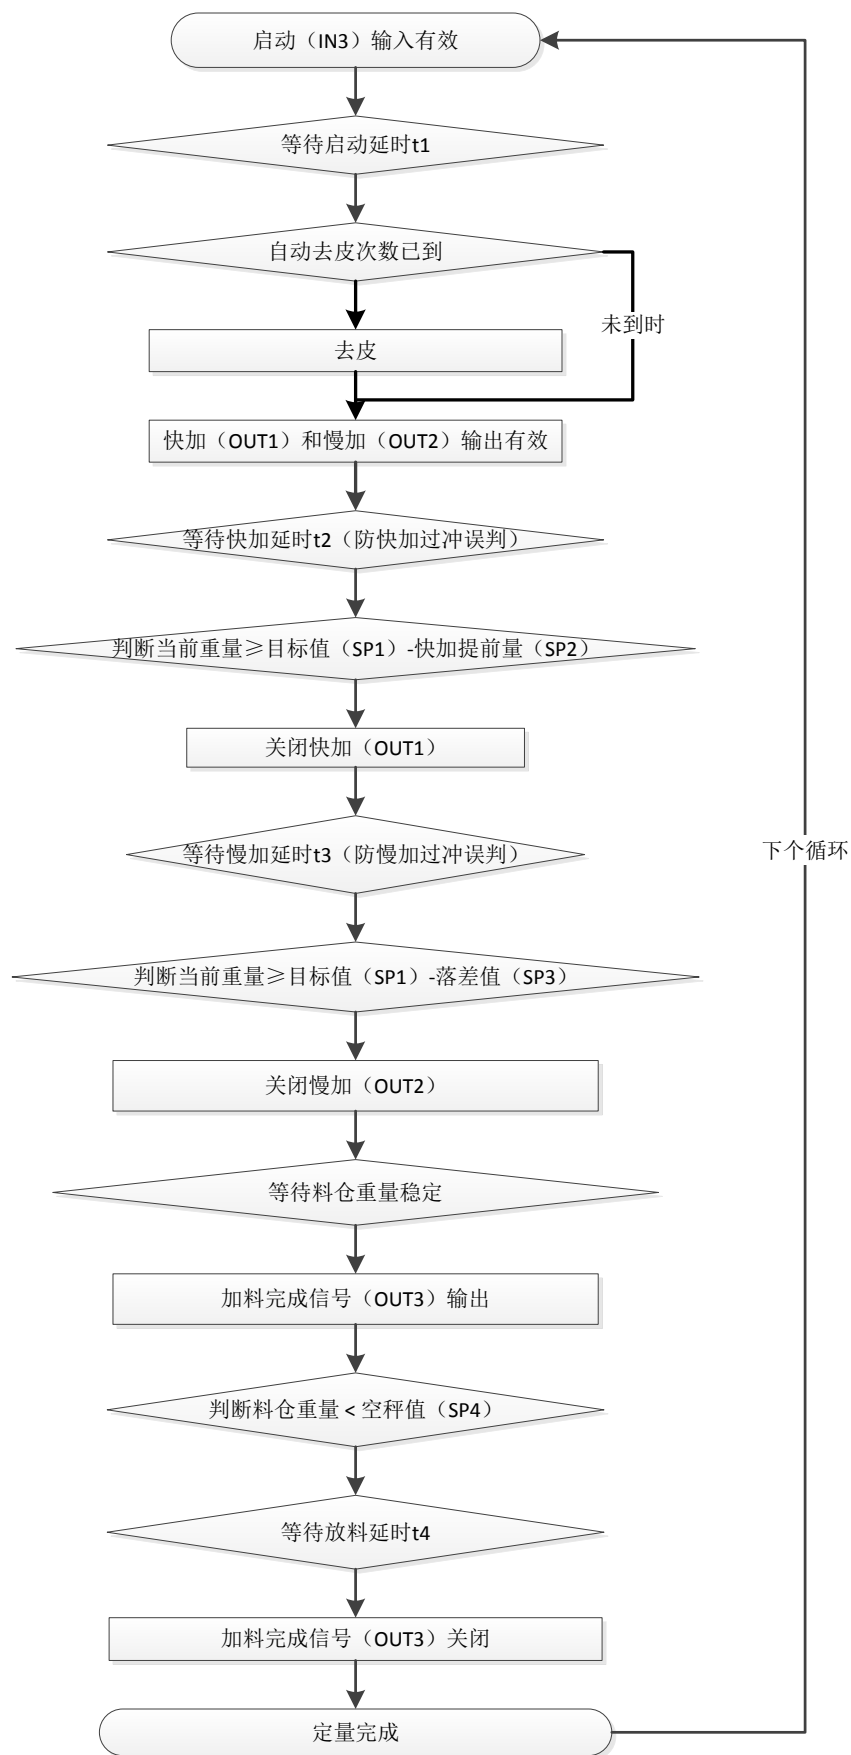 启动（IN3）输入有效
等待启动延时t1
自动去皮次数已到
未到时
去皮
快加（OUT1）和慢加（OUT2）输出有效
等待快加延时t2（防快加过冲误判）
判断当前重量≥目标值（SP1）-快加提前量（SP2）
关闭快加（OUT1）
等待慢加延时t3（防慢加过冲误判）
下个循环
判断当前重量≥目标值（SP1）-落差值（SP3）
关闭慢加（OUT2）
等待料仓重量稳定
加料完成信号（OUT3）输出
判断料仓重量＜空秤值（SP4）
等待放料延时t4
加料完成信号（OUT3）关闭
定量完成